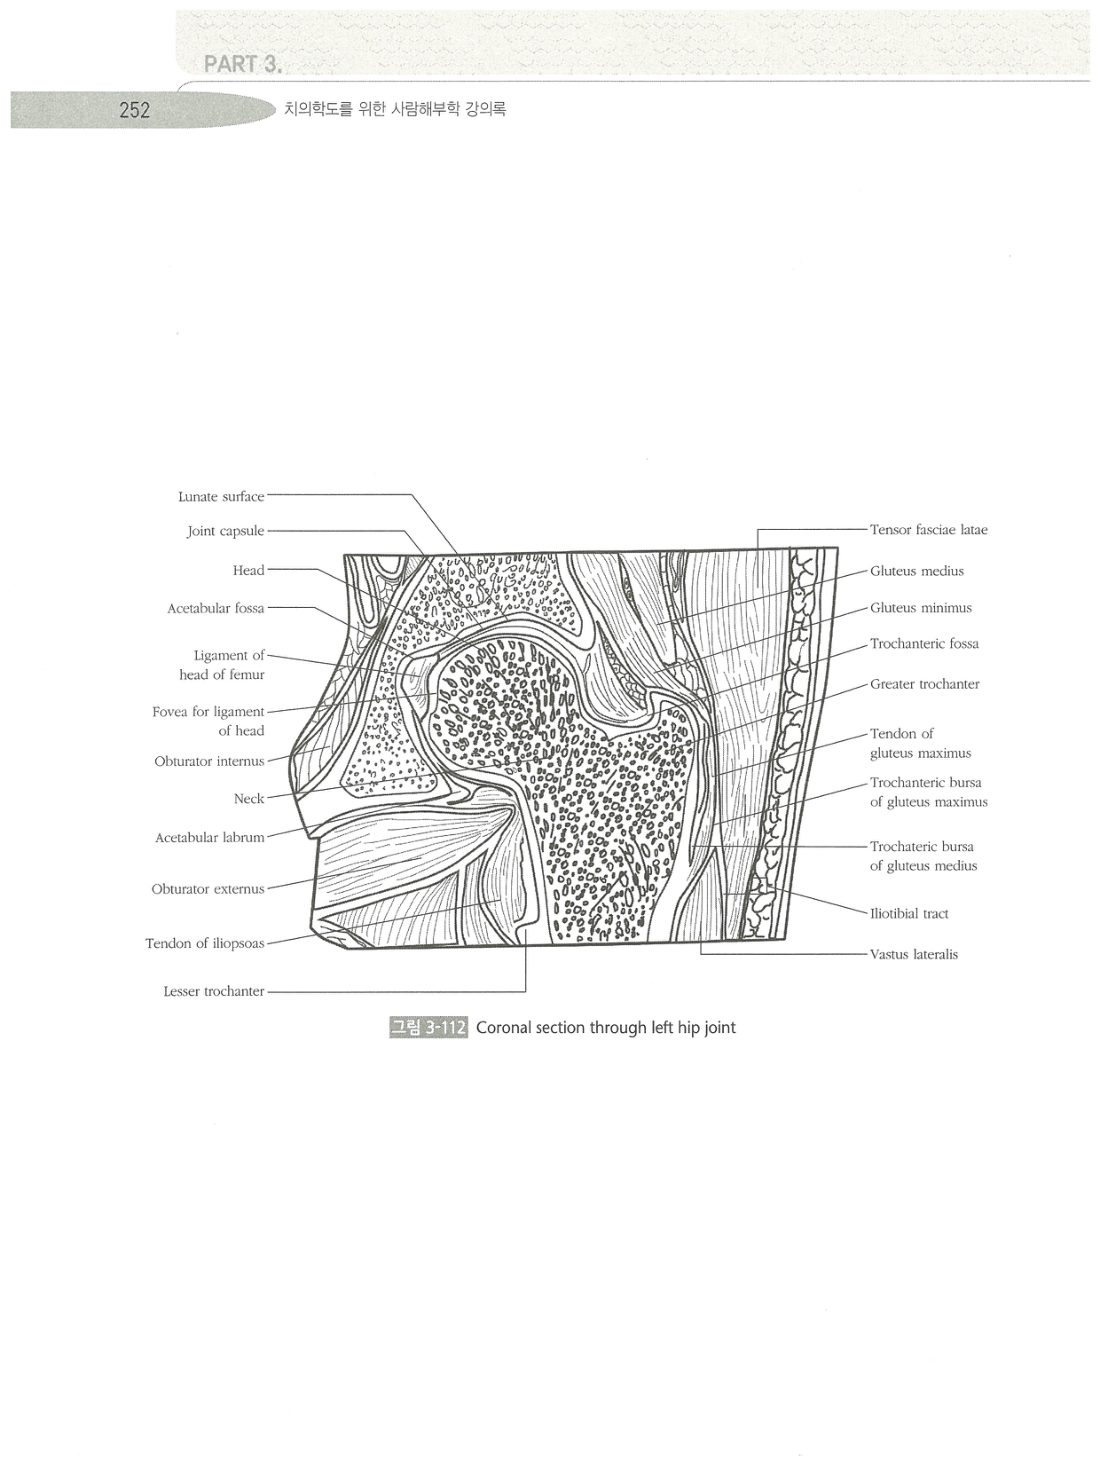 PART 3.
252
치의학도를 위한 사람해부학 강의록
Lunate surface
Joint capsule
Head
Acetabular fossa
Ligament of
head of femur
Fovea for ligament
of head
Obturator internus
Neck
Acetabular labrum
Obturator externus
Tendon of iliopsoas
Lesser trochanter
Tensor fasciae latae
Gluteus medius
Gluteus minimus
Trochanteric fossa
Greater trochanter
Tendon of
gluteus maximus
Trochanteric bursa
of gluteus maximus
Trochateric bursa
of gluteus medius
Iliotibial tract
Vastus lateralis
그림 3-112 Coronal section through left hip joint